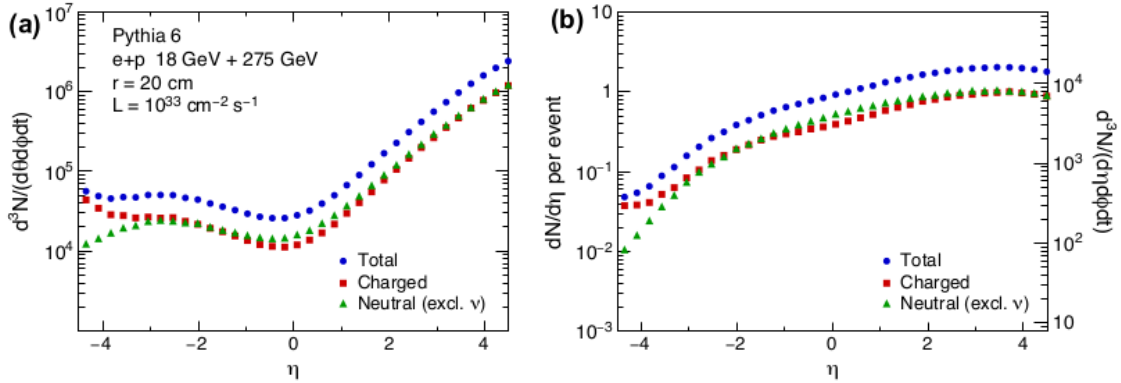 (a)
10⁷
10⁶
10⁵
10⁴
d³N/(dθdϕdt)
Pythia 6
e+p 18 GeV + 275 GeV
r = 20 cm
L = 10³³ cm⁻² s⁻¹
Total
Charged
Neutral (excl. ν)
−4 −2 0 2 4
η
(b)
10
1
10⁻¹
10⁻²
10⁻³
dN/dη per event
Total
Charged
Neutral (excl. ν)
10⁴
10³
10²
10
d³N/(dηdϕdt)
−4 −2 0 2 4
η